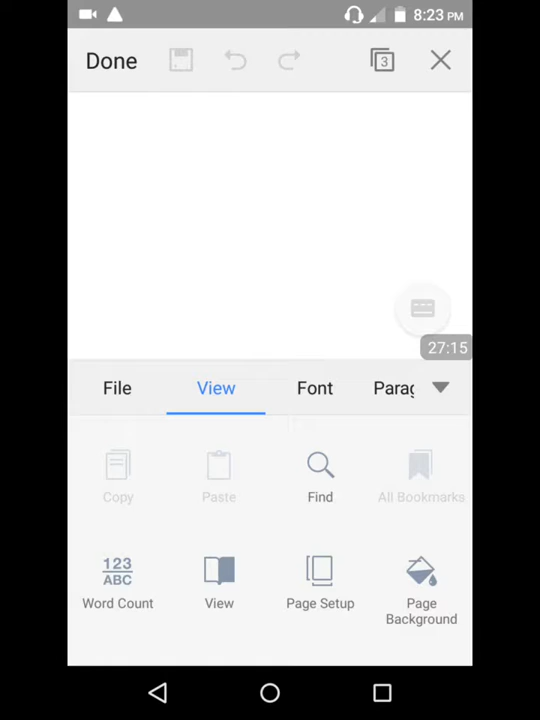 8:23 PM
Done
3
27:15
File View Font Parag
Copy Paste Find All Bookmarks
123
ABC
Word Count View Page Setup Page
Background